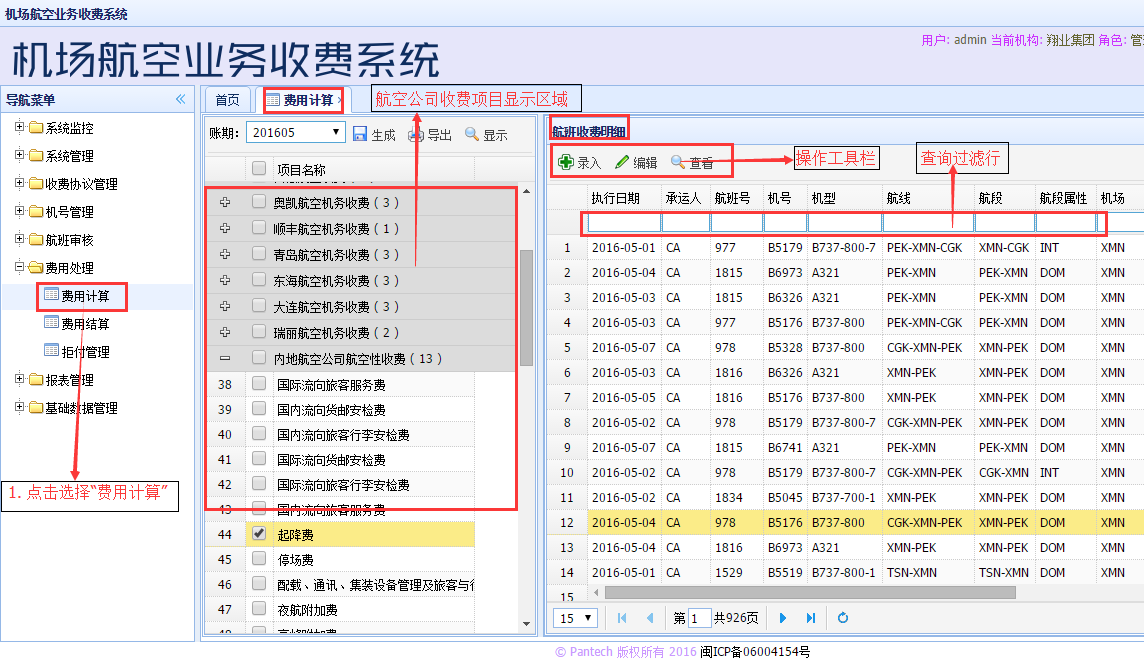 机场航空业务收费系统
机场航空业务收费系统
用户: admin 当前机构: 翔业集团 角色:
导航菜单
系统监控
系统管理
收费协议管理
机号管理
航班审核
费用处理
费用计算
费用结算
拒付管理
报表管理
基础数据管理
1. 点击选择“费用计算”
首页 费用计算
航空公司收费项目显示区域
账期: 201605 生成 导出 显示
项目名称
奥凯航空机务收费 ( 3 )
顺丰航空机务收费 ( 1 )
青岛航空机务收费 ( 3 )
东海航空机务收费 ( 3 )
大连航空机务收费 ( 3 )
瑞丽航空机务收费 ( 2 )
内地航空公司航空性收费 ( 13 )
38 国际流向旅客服务费
39 国内流向货邮安检费
40 国内流向旅客行李安检费
41 国际流向货邮安检费
42 国际流向旅客行李安检费
43 国内流向旅客服务费
44 起降费
45 停场费
46 配载、通讯、集装设备管理及旅客与
47 夜航附加费
航班收费明细
录入 编辑 查看
操作工具栏
查询过滤行
执行日期 承运人 航班号 机号 机型 航线 航段 航段属性 机场
1 2016-05-01 CA 977 B5179 B737-800-7 PEK-XMN-CGK XMN-CGK INT XMN
2 2016-05-04 CA 1815 B6973 A321 PEK-XMN PEK-XMN DOM XMN
3 2016-05-03 CA 1815 B6326 A321 PEK-XMN PEK-XMN DOM XMN
4 2016-05-03 CA 977 B5176 B737-800 PEK-XMN-CGK PEK-XMN DOM XMN
5 2016-05-07 CA 978 B5328 B737-800 CGK-XMN-PEK XMN-PEK DOM XMN
6 2016-05-03 CA 1816 B6326 A321 XMN-PEK XMN-PEK DOM XMN
7 2016-05-05 CA 1816 B5176 B737-800 XMN-PEK XMN-PEK DOM XMN
8 2016-05-02 CA 978 B5179 B737-800-7 CGK-XMN-PEK XMN-PEK DOM XMN
9 2016-05-07 CA 1815 B6741 A321 PEK-XMN PEK-XMN DOM XMN
10 2016-05-02 CA 978 B5179 B737-800-7 CGK-XMN-PEK CGK-XMN INT XMN
11 2016-05-02 CA 1834 B5045 B737-700-1 XMN-PEK XMN-PEK DOM XMN
12 2016-05-04 CA 978 B5176 B737-800 CGK-XMN-PEK XMN-PEK DOM XMN
13 2016-05-04 CA 1816 B6973 A321 XMN-PEK XMN-PEK DOM XMN
14 2016-05-01 CA 1529 B5519 B737-800-1 TSN-XMN TSN-XMN DOM XMN
15
15 第 1 共926页
© Pantech 版权所有 2016 闽ICP备06004154号